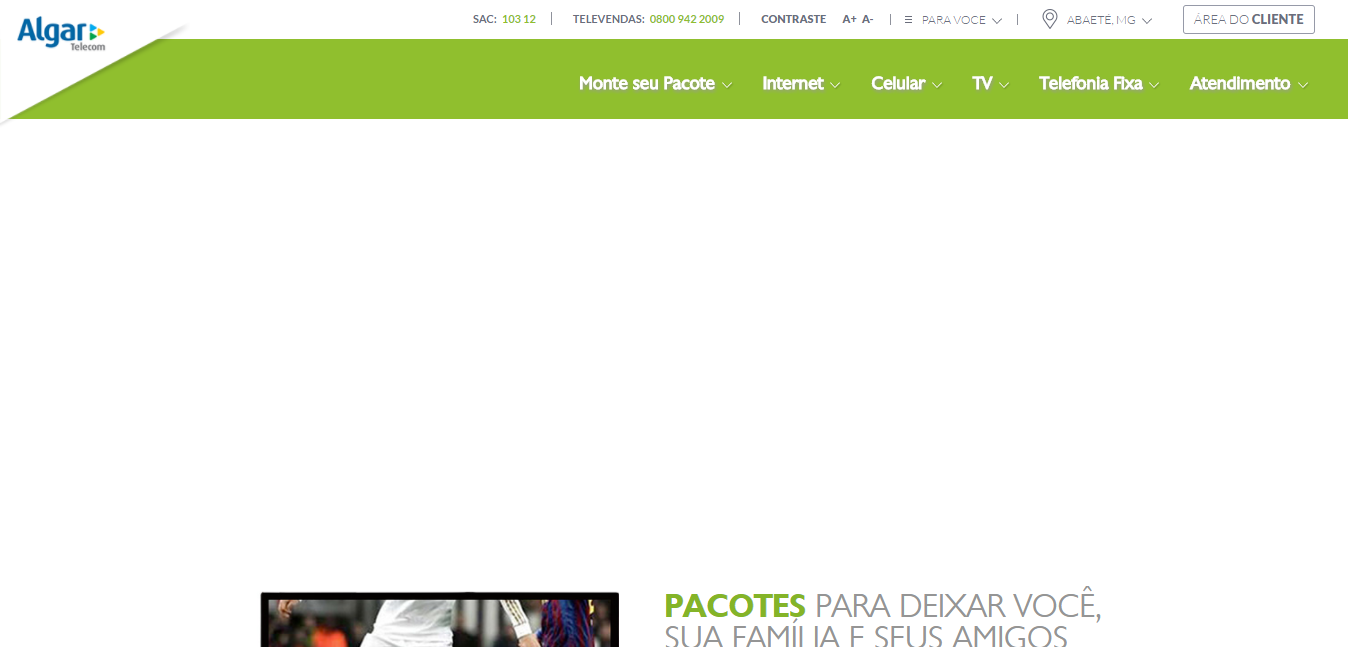 Algar
Telecom
SAC: 103 12 | TELEVENDAS: 0800 942 2009 | CONTRASTE A+ A- | ≡ PARA VOCE | ABAETÉ, MG ÁREA DO CLIENTE
Monte seu Pacote Internet Celular TV Telefonia Fixa Atendimento
PACOTES PARA DEIXAR VOCÊ,
SUA FAMÍLIA E SEUS AMIGOS